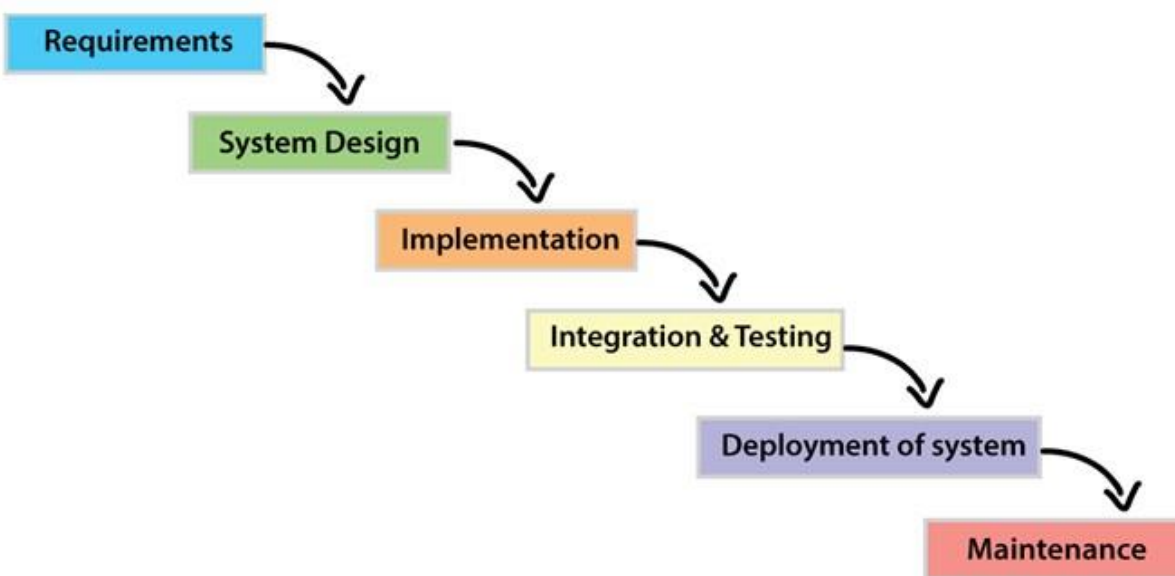 Requirements
System Design
Implementation
Integration & Testing
Deployment of system
Maintenance